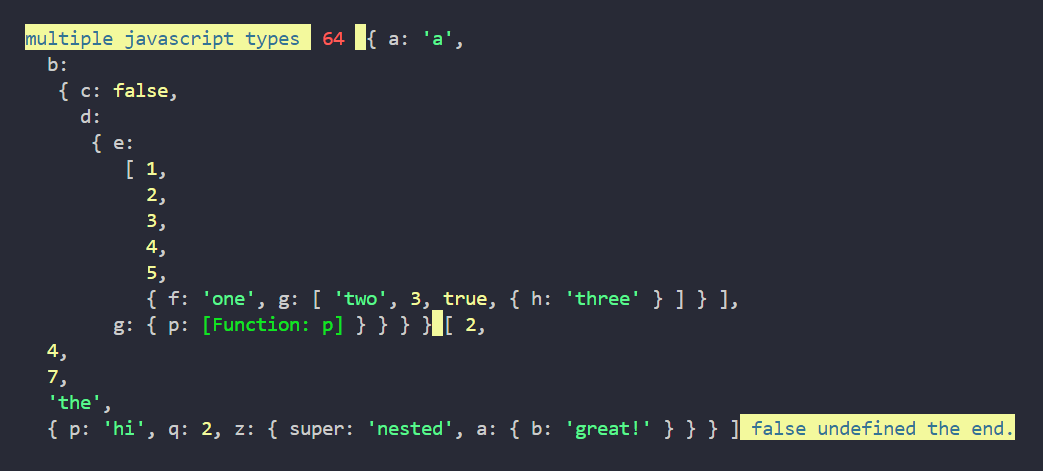 multiple javascript types 64 { a: 'a',
b:
{ c: false,
d:
{ e:
[ 1,
2,
3,
4,
5,
{ f: 'one', g: [ 'two', 3, true, { h: 'three' } ] } ],
g: { p: [Function: p] } } } } [ 2,
4,
7,
'the',
{ p: 'hi', q: 2, z: { super: 'nested', a: { b: 'great!' } } } ] false undefined the end.